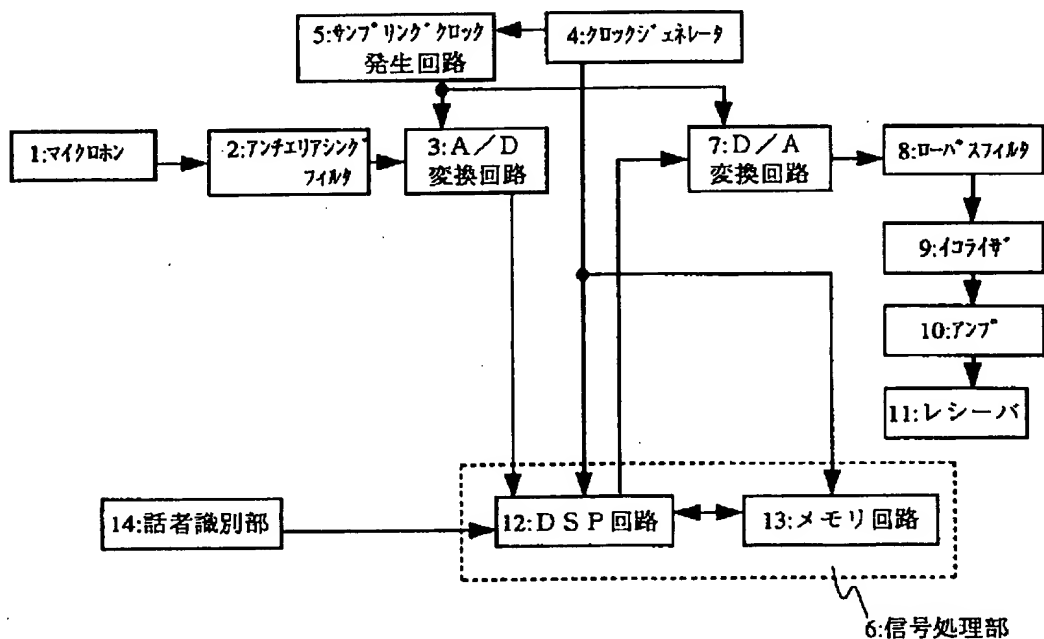 5:ｻﾝﾌﾟﾘﾝｸﾞｸﾛｯｸ
発生回路
4:ｸﾛｯｸｼﾞｪﾈﾚｰﾀ
1:ﾏｲｸﾛﾎﾝ
2:ｱﾝﾁｴﾘｱｼﾝｸﾞ
ﾌｨﾙﾀ
3:Ａ／Ｄ
変換回路
7:Ｄ／Ａ
変換回路
8:ﾛｰﾊﾟｽﾌｨﾙﾀ
9:ｲｺﾗｲｻﾞ
10:ｱﾝﾌﾟ
11:レシーバ
14:話者識別部
12:ＤＳＰ回路
13:メモリ回路
6:信号処理部